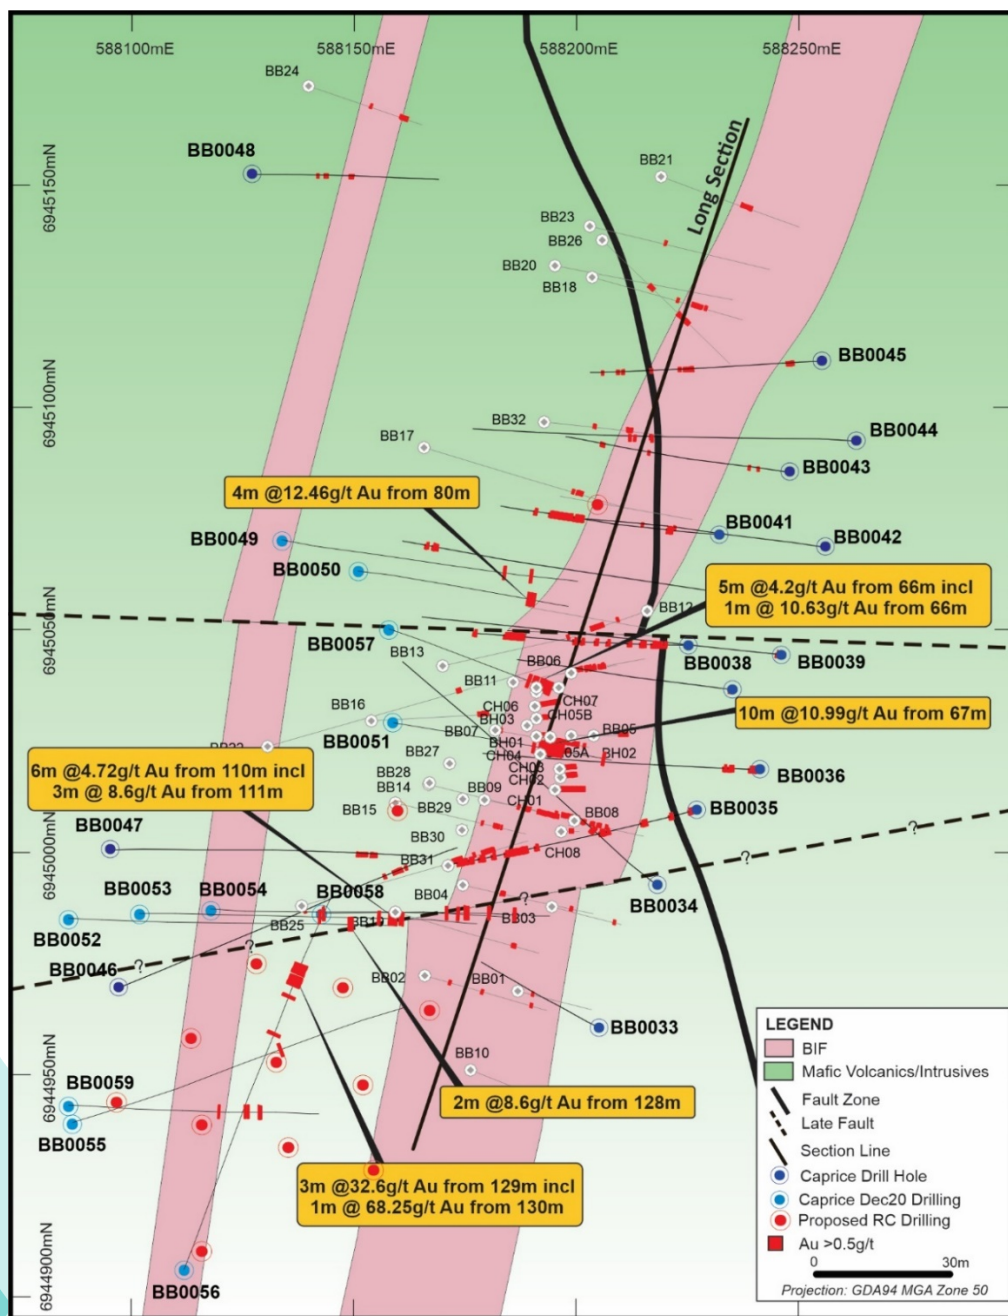 588100mE
588150mE
588200mE
588250mE
6945150mN
6945100mN
6945050mN
6945000mN
6944950mN
6944900mN
BB24
BB0048
BB21
Long Section
BB23
BB26
BB20
BB18
BB0045
BB32
BB17
BB0044
BB0043
4m @12.46g/t Au from 80m
BB0041
BB0042
BB0049
BB0050
5m @4.2g/t Au from 66m incl
1m @ 10.63g/t Au from 66m
BB12
BB0057
BB13
BB06
BB0038
BB0039
BB11
CH07
CH06
BB16
BH03
CH05B
10m @10.99g/t Au from 67m
BB0051
BB07
BH01
BB05
CH04
05A
BH02
BB27
CH03
CH02
BB0036
6m @4.72g/t Au from 110m incl
3m @ 8.6g/t Au from 111m
BB28
BB14
BB15
BB09
BB29
CH01
BB08
BB0035
BB0047
BB30
BB31
CH08
BB0053
BB0054
BB0058
BB04
BB0034
BB0052
BB25
BB03
?
?
?
?
?
BB0046
BB02
BB01
BB0033
BB10
BB0059
BB0055
2m @8.6g/t Au from 128m
3m @32.6g/t Au from 129m incl
1m @ 68.25g/t Au from 130m
BB0056
LEGEND
BIF
Mafic Volcanics/Intrusives
Fault Zone
Late Fault
Section Line
Caprice Drill Hole
Caprice Dec20 Drilling
Proposed RC Drilling
Au >0.5g/t
0 30m
Projection: GDA94 MGA Zone 50